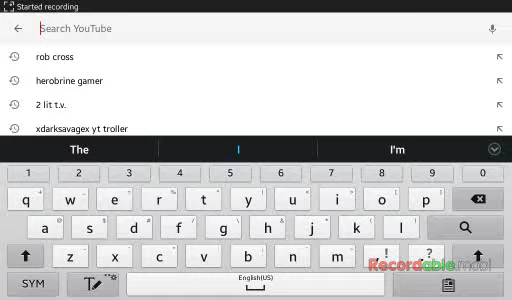 Started recording
Search YouTube
rob cross
herobrine gamer
2 lit t.v.
xdarksavagex yt troller
The I I'm
1 2 3 4 5 6 7 8 9 0
q w e r t y u i o p
a s d f g h j k l
z x c v b n m , ! . ?
Recordable.mobi
SYM T English(US)